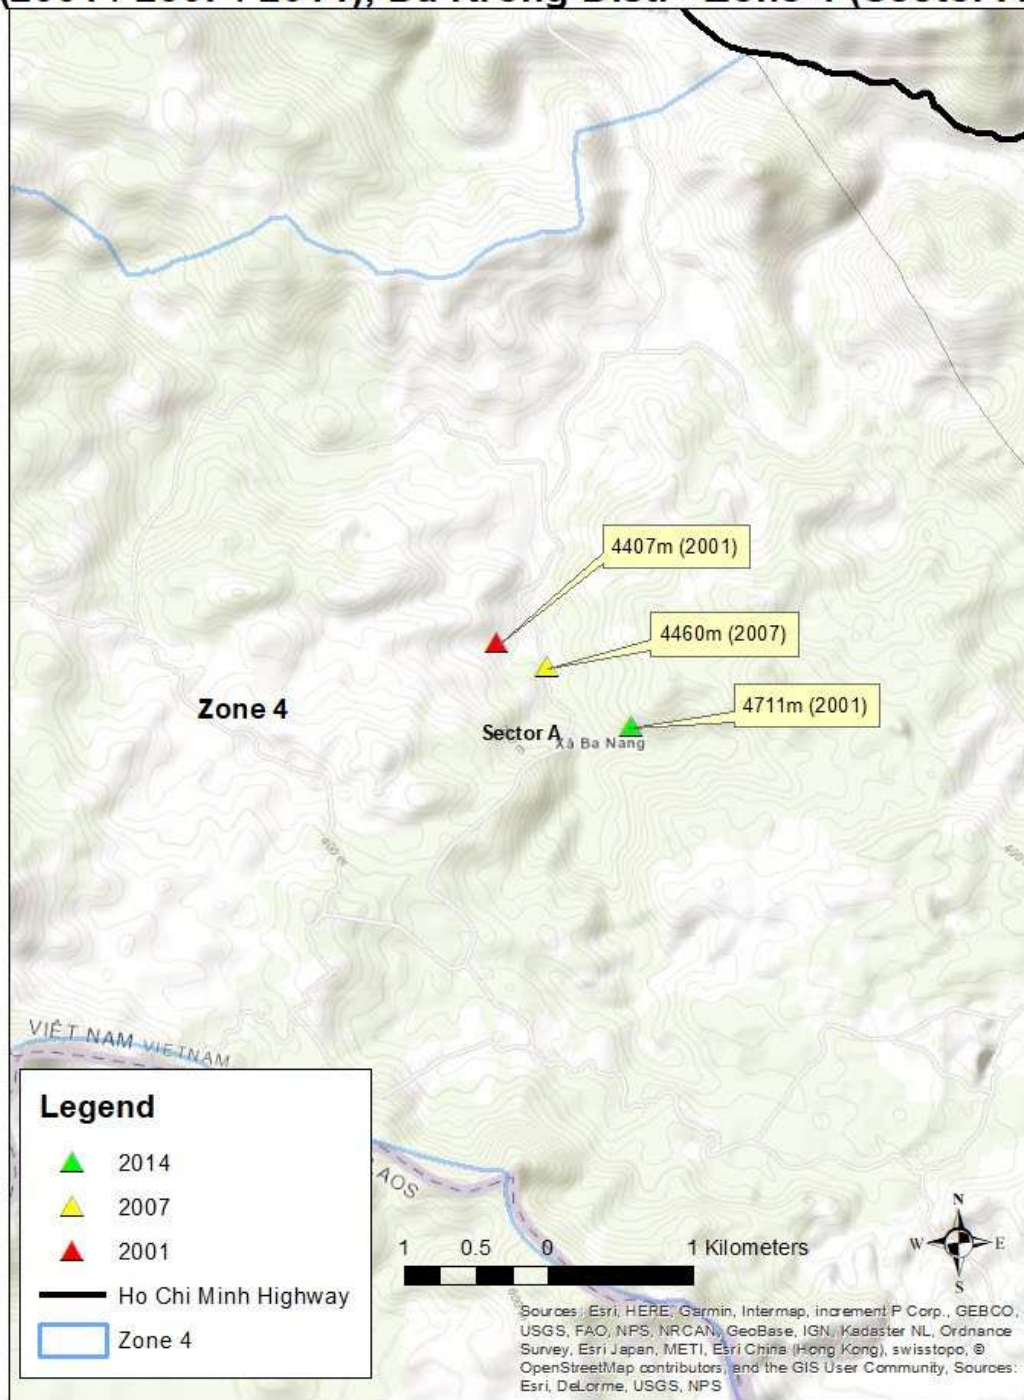 4407m (2001)
4460m (2007)
4711m (2001)
Zone 4
Sector A
Xã Ba Nang
400 m
VIỆT NAM VIETNAM
LAOS
Legend
2014
2007
2001
Ho Chi Minh Highway
Zone 4
1 0.5 0 1 Kilometers
N
W E
S
Sources: Esri, HERE, Garmin, Intermap, increment P Corp., GEBCO,
USGS, FAO, NPS, NRCAN, GeoBase, IGN, Kadaster NL, Ordnance
Survey, Esri Japan, METI, Esri China (Hong Kong), swisstopo, ©
OpenStreetMap contributors, and the GIS User Community, Sources:
Esri, DeLorme, USGS, NPS